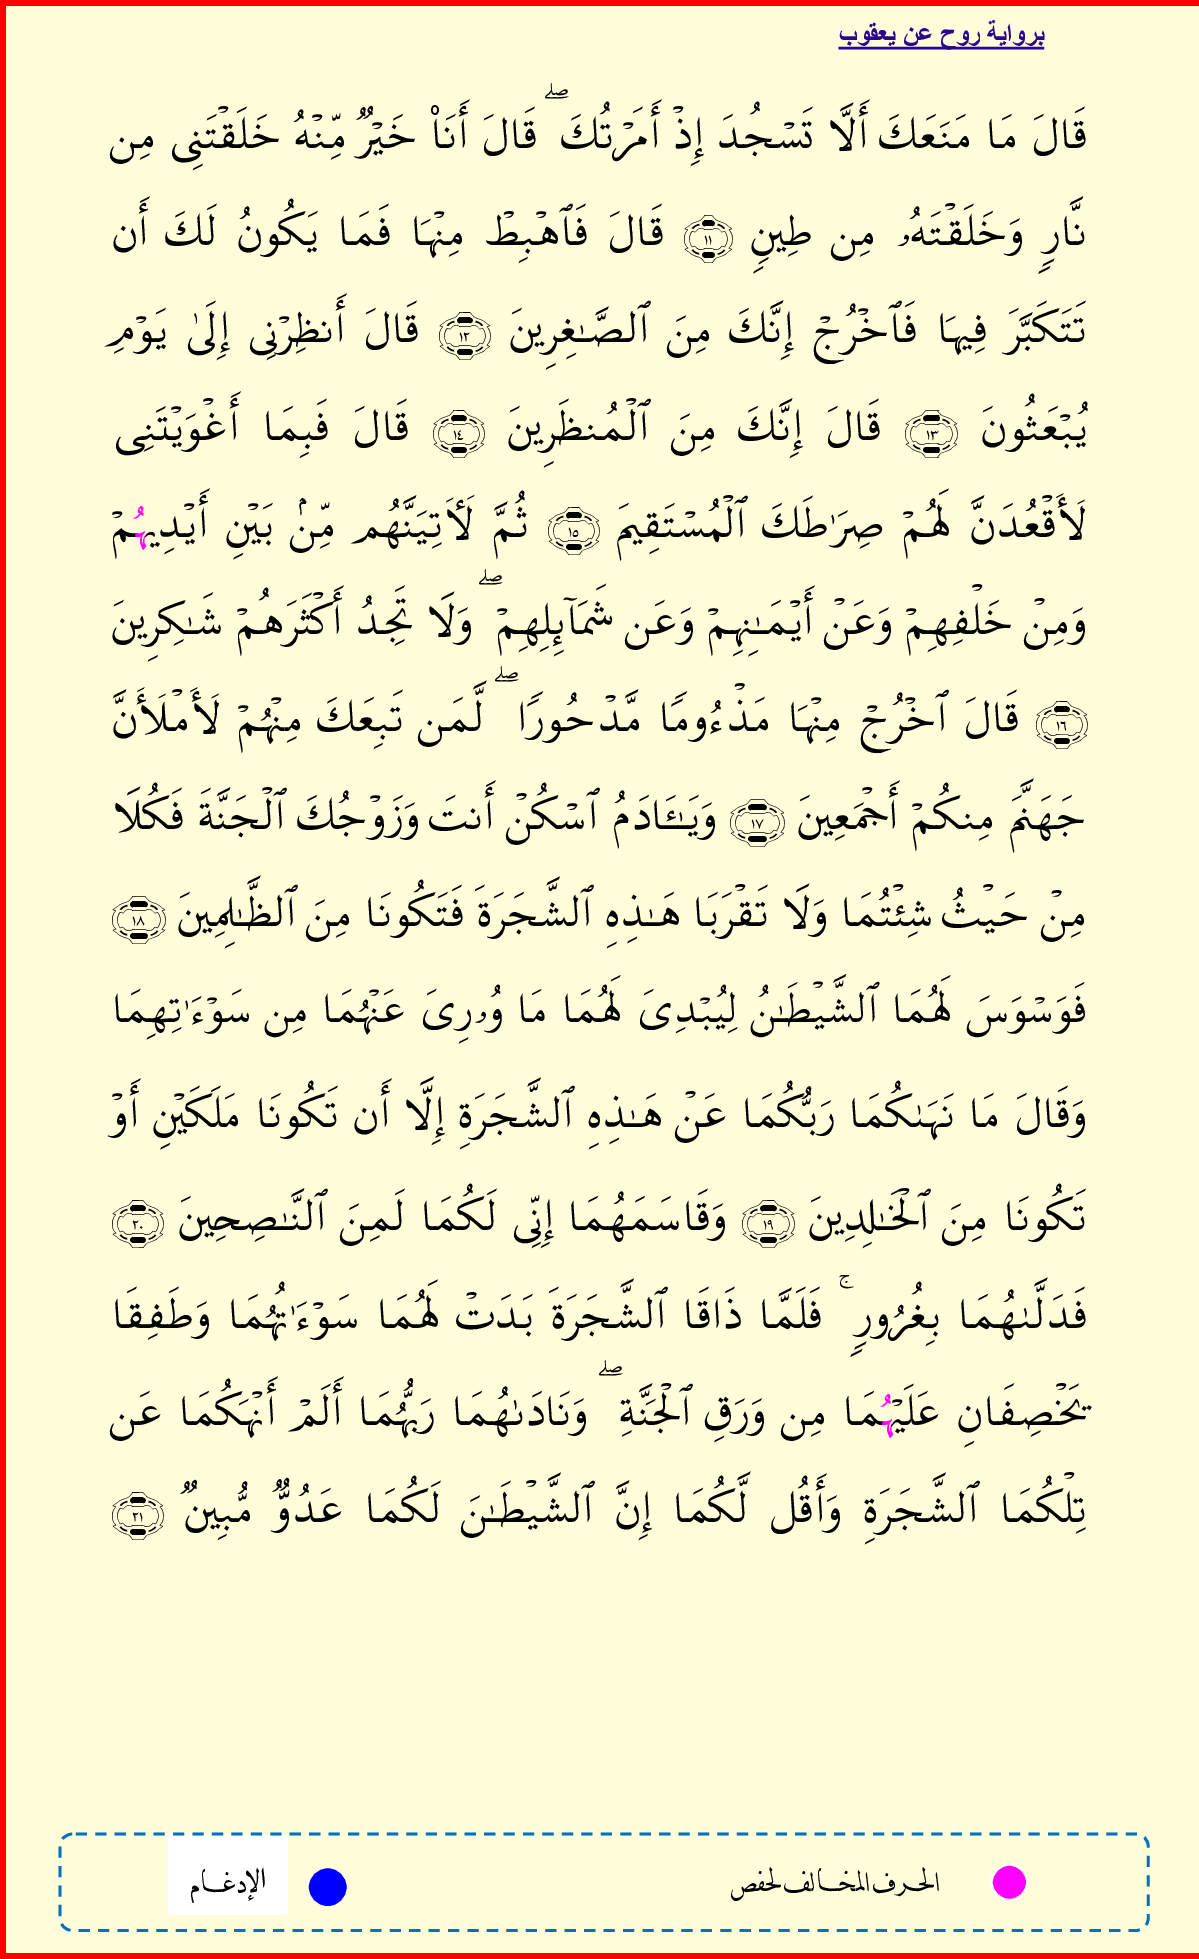 برواية روح عن يعقوب
قَالَ مَا مَنَعَكَ أَلَّا تَسۡجُدَ إِذۡ أَمَرۡتُكَۖ قَالَ أَنَا۠ خَيۡرٞ مِّنۡهُ خَلَقۡتَنِي مِن
نَّارٖ وَخَلَقۡتَهُۥ مِن طِينٖ ١١ قَالَ فَٱهۡبِطۡ مِنۡهَا فَمَا يَكُونُ لَكَ أَن
تَتَكَبَّرَ فِيهَا فَٱخۡرُجۡ إِنَّكَ مِنَ ٱلصَّٰغِرِينَ ١٢ قَالَ أَنظِرۡنِي إِلَىٰ يَوۡمِ
يُبۡعَثُونَ ١٣ قَالَ إِنَّكَ مِنَ ٱلۡمُنظَرِينَ ١٤ قَالَ فَبِمَا أَغۡوَيۡتَنِي
لَأَقۡعُدَنَّ لَهُمۡ صِرَٰطَكَ ٱلۡمُسۡتَقِيمَ ١٥ ثُمَّ لَأٓتِيَنَّهُم مِّنۢ بَيۡنِ أَيۡدِيهُمۡ
وَمِنۡ خَلۡفِهِمۡ وَعَنۡ أَيۡمَٰنِهِمۡ وَعَن شَمَآئِلِهِمۡۖ وَلَا تَجِدُ أَكۡثَرَهُمۡ شَٰكِرِينَ
١٦ قَالَ ٱخۡرُجۡ مِنۡهَا مَذۡءُومٗا مَّدۡحُورٗاۖ لَّمَن تَبِعَكَ مِنۡهُمۡ لَأَمۡلَأَنَّ
جَهَنَّمَ مِنكُمۡ أَجۡمَعِينَ ١٧ وَيَٰٓـَٔادَمُ ٱسۡكُنۡ أَنتَ وَزَوۡجُكَ ٱلۡجَنَّةَ فَكُلَا
مِنۡ حَيۡثُ شِئۡتُمَا وَلَا تَقۡرَبَا هَٰذِهِ ٱلشَّجَرَةَ فَتَكُونَا مِنَ ٱلظَّٰلِمِينَ ١٨
فَوَسۡوَسَ لَهُمَا ٱلشَّيۡطَٰنُ لِيُبۡدِيَ لَهُمَا مَا وُۥرِيَ عَنۡهُمَا مِن سَوۡءَٰتِهِمَا
وَقَالَ مَا نَهَىٰكُمَا رَبُّكُمَا عَنۡ هَٰذِهِ ٱلشَّجَرَةِ إِلَّا أَن تَكُونَا مَلَكَيۡنِ أَوۡ
تَكُونَا مِنَ ٱلۡخَٰلِدِينَ ١٩ وَقَاسَمَهُمَا إِنِّي لَكُمَا لَمِنَ ٱلنَّٰصِحِينَ ٢٠
فَدَلَّىٰهُمَا بِغُرُورٖۚ فَلَمَّا ذَاقَا ٱلشَّجَرَةَ بَدَتۡ لَهُمَا سَوۡءَٰتُهُمَا وَطَفِقَا
يَخۡصِفَانِ عَلَيۡهُمَا مِن وَرَقِ ٱلۡجَنَّةِۖ وَنَادَىٰهُمَا رَبُّهُمَا أَلَمۡ أَنۡهَكُمَا عَن
تِلۡكُمَا ٱلشَّجَرَةِ وَأَقُل لَّكُمَا إِنَّ ٱلشَّيۡطَٰنَ لَكُمَا عَدُوّٞ مُّبِينٞ ٢١
الحرف المخالف لحفص الإدغام